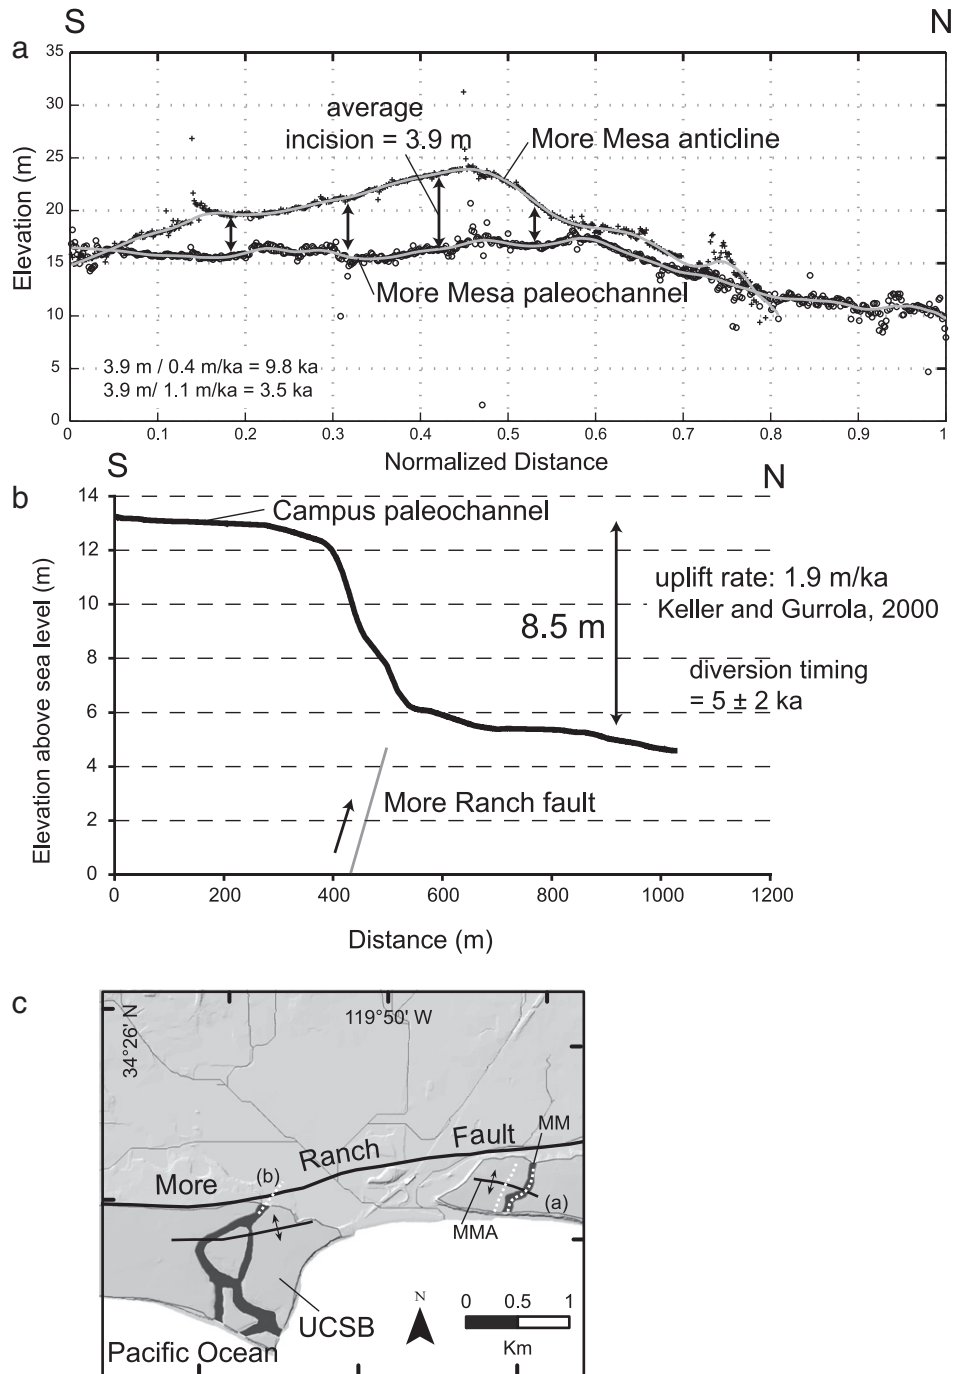 S
N
a
35
30
25
20
15
10
5
0
Elevation (m)
average
incision = 3.9 m
More Mesa anticline
More Mesa paleochannel
3.9 m / 0.4 m/ka = 9.8 ka
3.9 m/ 1.1 m/ka = 3.5 ka
0 0.1 0.2 0.3 0.4 0.5 0.6 0.7 0.8 0.9 1
Normalized Distance
S
N
b
14
12
10
8
6
4
2
0
Elevation above sea level (m)
Campus paleochannel
8.5 m
uplift rate: 1.9 m/ka
Keller and Gurrola, 2000
diversion timing
= 5 ± 2 ka
More Ranch fault
0 200 400 600 800 1000 1200
Distance (m)
c
34°26' N
119°50' W
MM
Fault
Ranch
More
(b)
(a)
MMA
UCSB
N
0 0.5 1
Km
Pacific Ocean